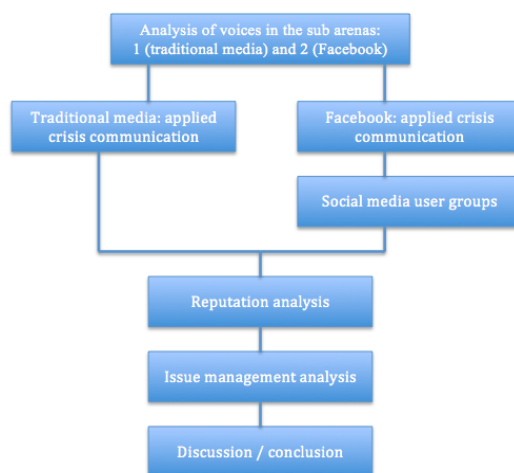 Analysis of voices in the sub arenas:
1 (traditional media) and 2 (Facebook)
Traditional media: applied
crisis communication
Facebook: applied crisis
communication
Social media user groups
Reputation analysis
Issue management analysis
Discussion / conclusion